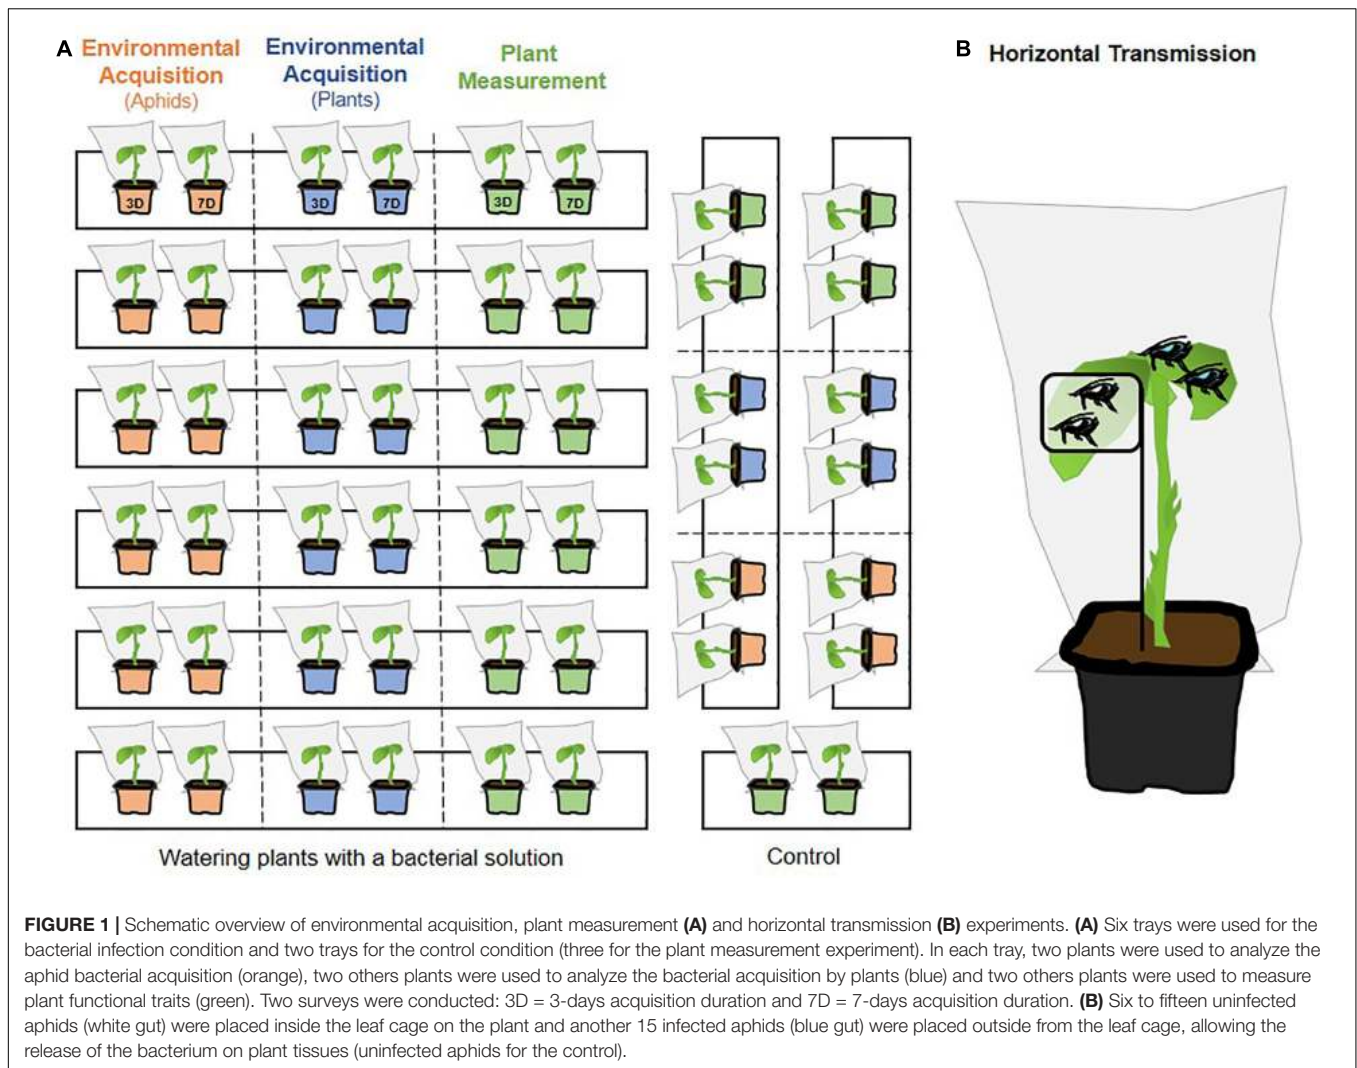 A
Environmental
Acquisition
(Aphids)
Environmental
Acquisition
(Plants)
Plant
Measurement
3D
7D
3D
7D
3D
7D
Watering plants with a bacterial solution
Control
B
Horizontal Transmission
FIGURE 1 | Schematic overview of environmental acquisition, plant measurement (A) and horizontal transmission (B) experiments. (A) Six trays were used for the
bacterial infection condition and two trays for the control condition (three for the plant measurement experiment). In each tray, two plants were used to analyze the
aphid bacterial acquisition (orange), two others plants were used to analyze the bacterial acquisition by plants (blue) and two others plants were used to measure
plant functional traits (green). Two surveys were conducted: 3D = 3-days acquisition duration and 7D = 7-days acquisition duration. (B) Six to fifteen uninfected
aphids (white gut) were placed inside the leaf cage on the plant and another 15 infected aphids (blue gut) were placed outside from the leaf cage, allowing the
release of the bacterium on plant tissues (uninfected aphids for the control).